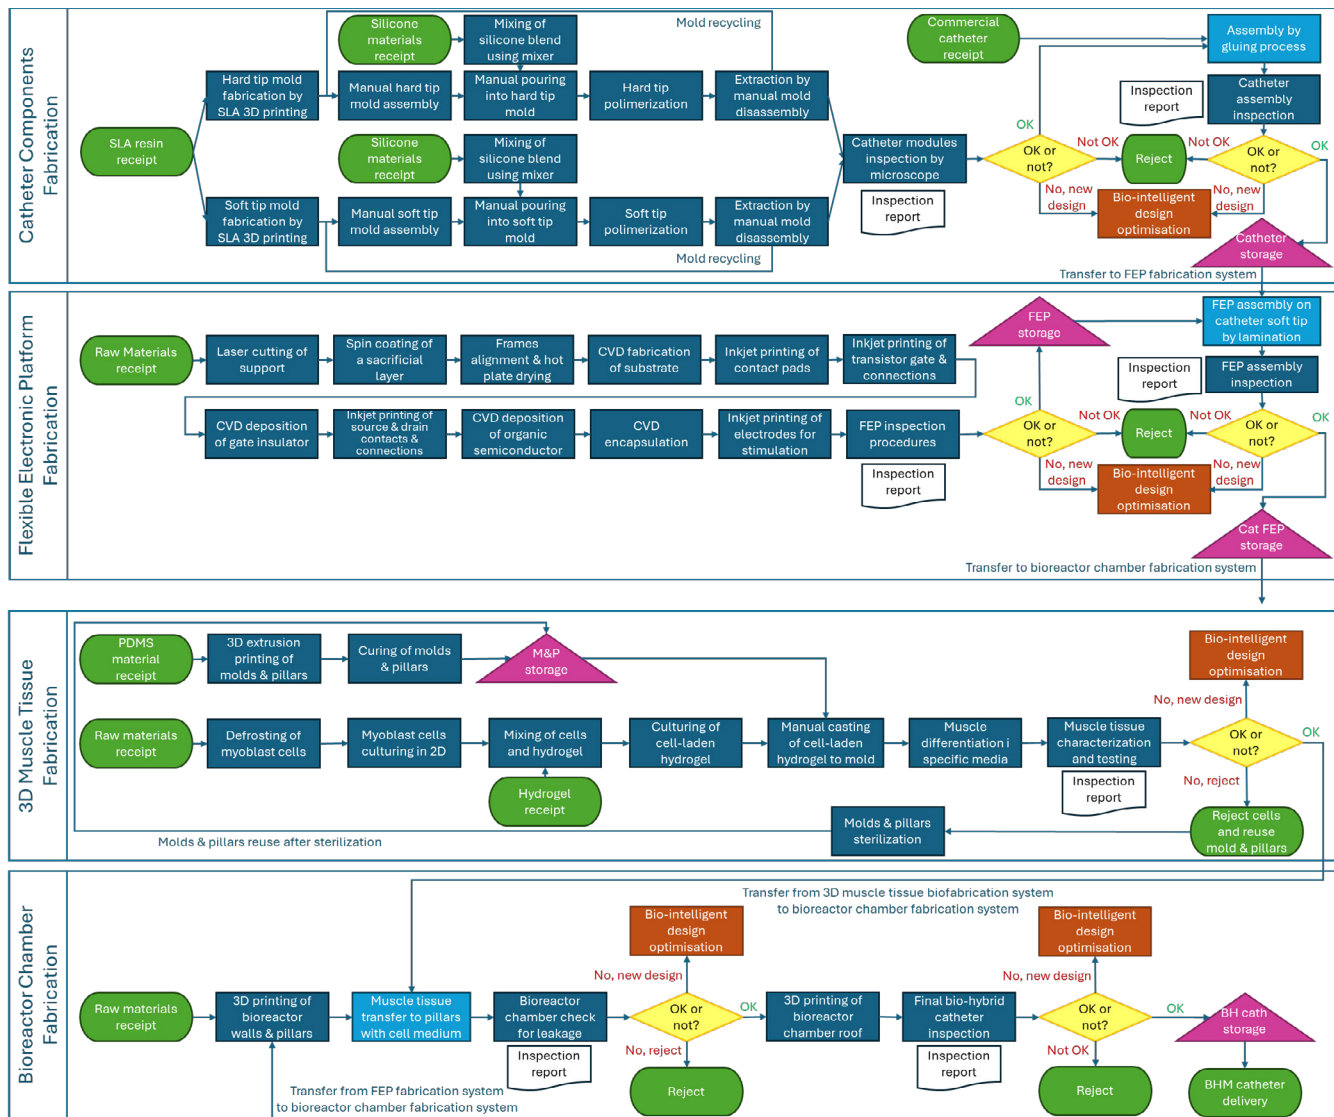 Catheter Components
Fabrication
SLA resin
receipt
Hard tip mold
fabrication by
SLA 3D printing
Silicone
materials
receipt
Mixing of
silicone blend
using mixer
Mold recycling
Manual hard tip
mold assembly
Manual pouring
into hard tip
mold
Hard tip
polimerization
Extraction by
manual mold
disassembly
Silicone
materials
receipt
Mixing of
silicone blend
using mixer
Soft tip mold
fabrication by
SLA 3D printing
Manual soft tip
mold assembly
Manual pouring
into soft tip
mold
Soft tip
polimerization
Extraction by
manual mold
disassembly
Mold recycling
Catheter modules
inspection by
microscope
Inspection
report
OK or
not?
OK
Not OK
No, new
design
Commercial
catheter
receipt
Assembly by
gluing process
Inspection
report
Catheter
assembly
inspection
Reject
Not OK
OK or
not?
OK
No, new
design
Bio-intelligent
design
optimisation
Catheter
storage
Transfer to FEP fabrication system
Flexible Electronic Platform
Fabrication
Raw Materials
receipt
Laser cutting of
support
Spin coating of
a sacrificial
layer
Frames
alignment & hot
plate drying
CVD fabrication
of substrate
Inkjet printing of
contact pads
Inkjet printing of
transistor gate &
connections
CVD deposition
of gate insulator
Inkjet printing of
source & drain
contacts &
connections
CVD deposition
of organic
semiconductor
CVD
encapsulation
Inkjet printing of
electrodes for
stimulation
FEP inspection
procedures
Inspection
report
OK or
not?
OK
Not OK
No, new
design
FEP
storage
FEP assembly on
catheter soft tip
by lamination
Inspection
report
FEP assembly
inspection
Reject
Not OK
OK or
not?
OK
No, new
design
Bio-intelligent
design
optimisation
Cat FEP
storage
Transfer to bioreactor chamber fabrication system
3D Muscle Tissue
Fabrication
PDMS
material
receipt
3D extrusion
printing of
molds & pillars
Curing of molds
& pillars
M&P
storage
Raw materials
receipt
Defrosting of
myoblast cells
Myoblast cells
culturing in 2D
Mixing of cells
and hydrogel
Hydrogel
receipt
Culturing of
cell-laden
hydrogel
Manual casting
of cell-laden
hydrogel to mold
Muscle
differentiation i
specific media
Muscle tissue
characterization
and testing
Inspection
report
Bio-intelligent
design
optimisation
No, new design
OK or
not?
OK
No, reject
Reject cells
and reuse
mold & pillars
Molds & pillars
sterilization
Molds & pillars reuse after sterilization
Bioreactor Chamber
Fabrication
Transfer from 3D muscle tissue biofabrication system
to bioreactor chamber fabrication system
Raw materials
receipt
3D printing of
bioreactor
walls & pillars
Muscle tissue
transfer to pillars
with cell medium
Bioreactor
chamber check
for leakage
Inspection
report
Bio-intelligent
design
optimisation
No, new design
OK or
not?
OK
No, reject
Reject
3D printing of
bioreactor
chamber roof
Final bio-hybrid
catheter
inspection
Inspection
report
Bio-intelligent
design
optimisation
No, new design
OK or
not?
OK
Not OK
Reject
BH cath
storage
BHM catheter
delivery
Transfer from FEP fabrication system
to bioreactor chamber fabrication system